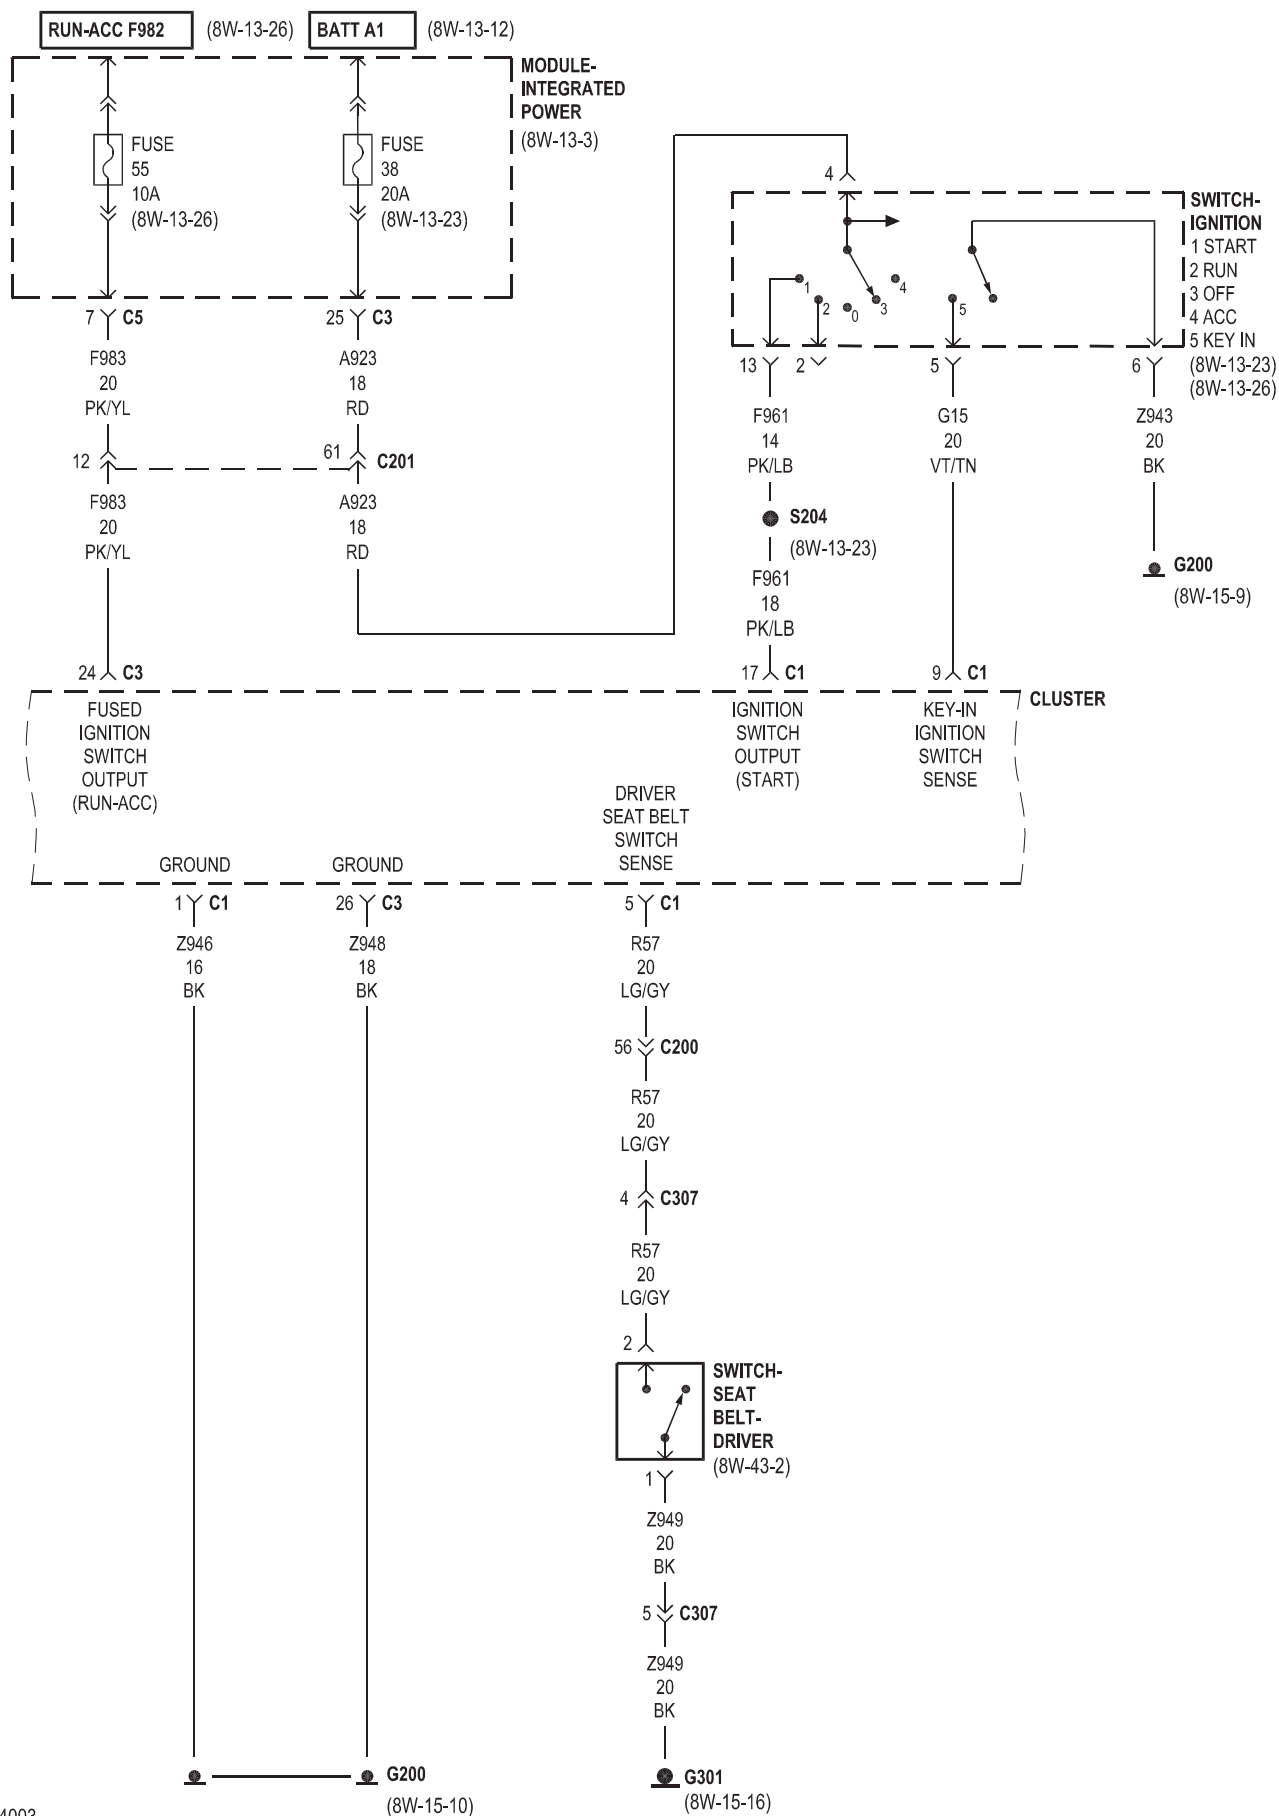 RUN-ACC F982 (8W-13-26) BATT A1 (8W-13-12)
MODULE-
INTEGRATED
POWER
(8W-13-3)
FUSE
55
10A
(8W-13-26)
FUSE
38
20A
(8W-13-23)
4
SWITCH-
IGNITION
1 START
2 RUN
3 OFF
4 ACC
5 KEY IN
(8W-13-23)
(8W-13-26)
1
2
0
3
4
5
7 C5
25 C3
13
2
5
6
F983
20
PK/YL
A923
18
RD
F961
14
PK/LB
G15
20
VT/TN
Z943
20
BK
12
61 C201
F983
20
PK/YL
A923
18
RD
S204
(8W-13-23)
F961
18
PK/LB
G200
(8W-15-9)
24 C3
17 C1
9 C1
CLUSTER
FUSED
IGNITION
SWITCH
OUTPUT
(RUN-ACC)
IGNITION
SWITCH
OUTPUT
(START)
KEY-IN
IGNITION
SWITCH
SENSE
DRIVER
SEAT BELT
SWITCH
SENSE
GROUND
GROUND
1 C1
26 C3
5 C1
Z946
16
BK
Z948
18
BK
R57
20
LG/GY
56 C200
R57
20
LG/GY
4 C307
R57
20
LG/GY
2
SWITCH-
SEAT
BELT-
DRIVER
(8W-43-2)
1
Z949
20
BK
5 C307
Z949
20
BK
G200
(8W-15-10)
G301
(8W-15-16)